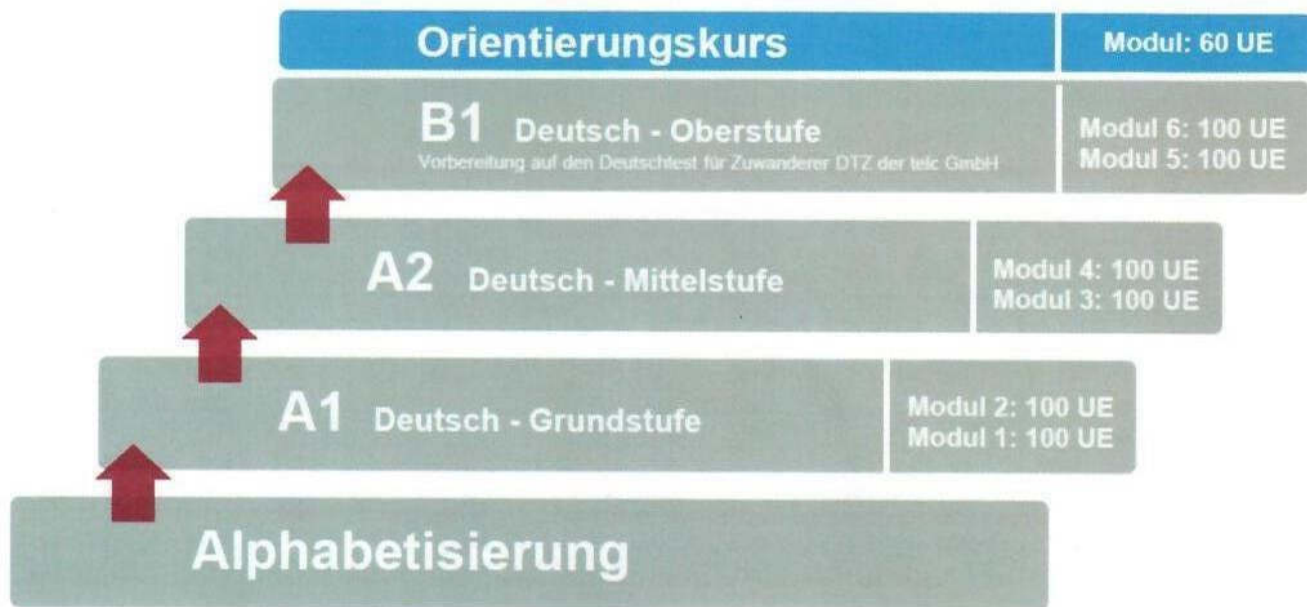 Orientierungskurs Modul: 60 UE
B1 Deutsch - Oberstufe
Vorbereitung auf den Deutschtest für Zuwanderer DTZ der telc GmbH
Modul 6: 100 UE
Modul 5: 100 UE
A2 Deutsch - Mittelstufe
Modul 4: 100 UE
Modul 3: 100 UE
A1 Deutsch - Grundstufe
Modul 2: 100 UE
Modul 1: 100 UE
Alphabetisierung